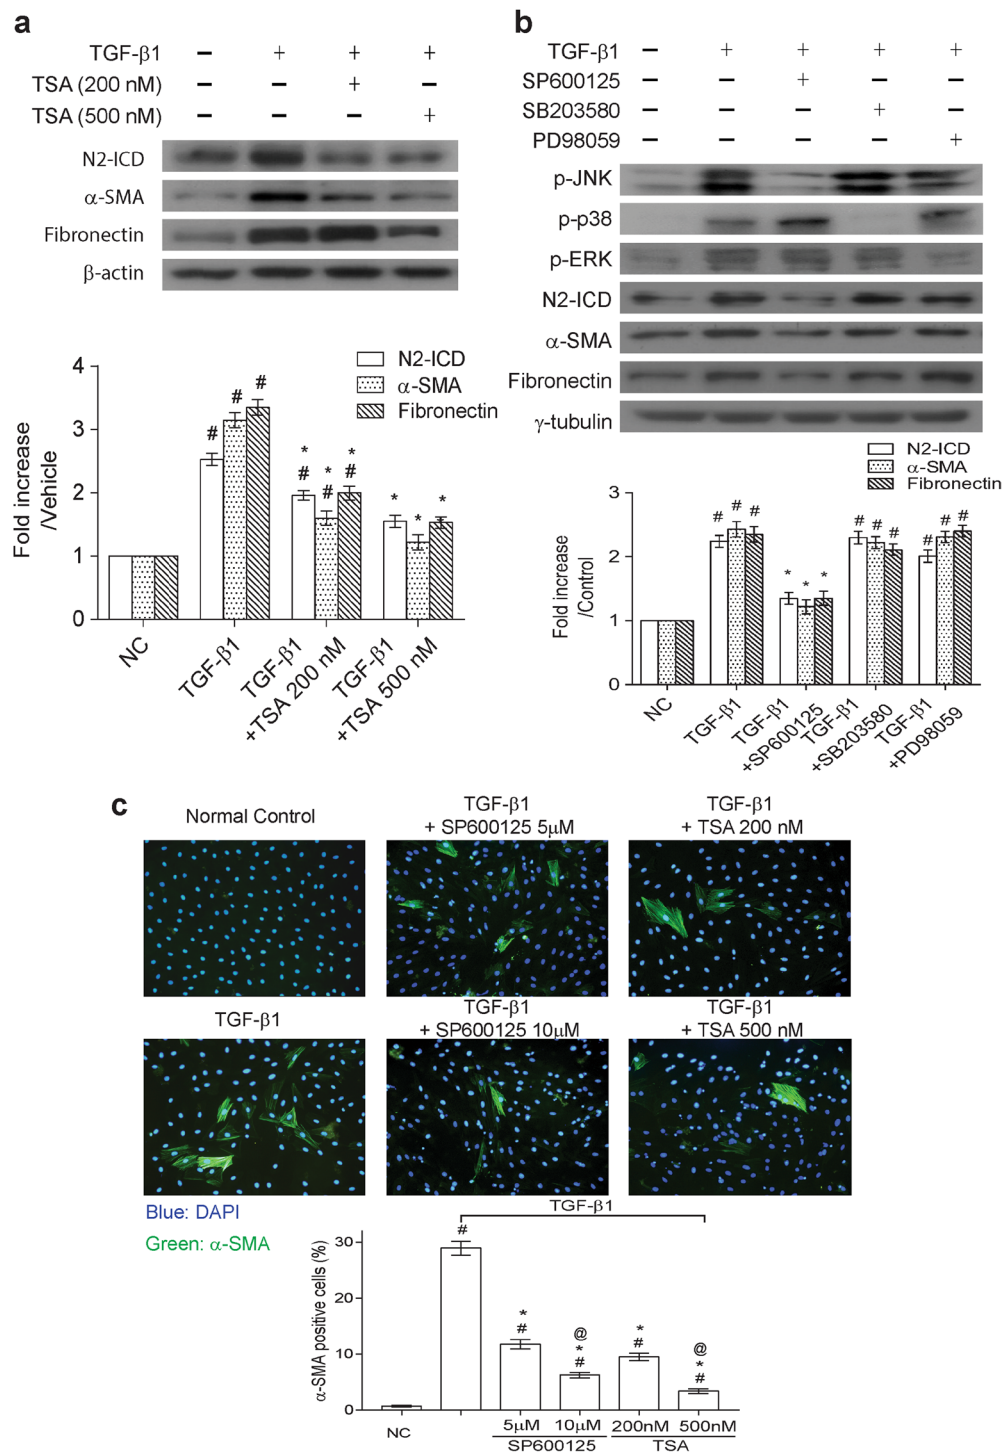 a
TGF-β1 − + + +
TSA (200 nM) − − + −
TSA (500 nM) − − − +
N2-ICD
α-SMA
Fibronectin
β-actin
N2-ICD
α-SMA
Fibronectin
Fold increase
/Vehicle
4
3
2
1
0
# # #
* * *
# # #
* * *
NC
TGF-β1
TGF-β1
+TSA 200 nM
TGF-β1
+TSA 500 nM
b
TGF-β1 − + + + +
SP600125 − − + − −
SB203580 − − − + −
PD98059 − − − − +
p-JNK
p-p38
p-ERK
N2-ICD
α-SMA
Fibronectin
γ-tubulin
N2-ICD
α-SMA
Fibronectin
Fold increase
/Control
3
2
1
0
# # #
* * *
# # #
# # #
NC
TGF-β1
TGF-β1
+SP600125
TGF-β1
+SB203580
TGF-β1
+PD98059
c
Normal Control
TGF-β1
+ SP600125 5μM
TGF-β1
+ TSA 200 nM
TGF-β1
TGF-β1
+ SP600125 10μM
TGF-β1
+ TSA 500 nM
Blue: DAPI
Green: α-SMA
TGF-β1
α-SMA positive cells (%)
30
20
10
0
#
*
#
@
*
#
*
#
@
*
#
NC
5μM 10μM 200nM 500nM
SP600125 TSA